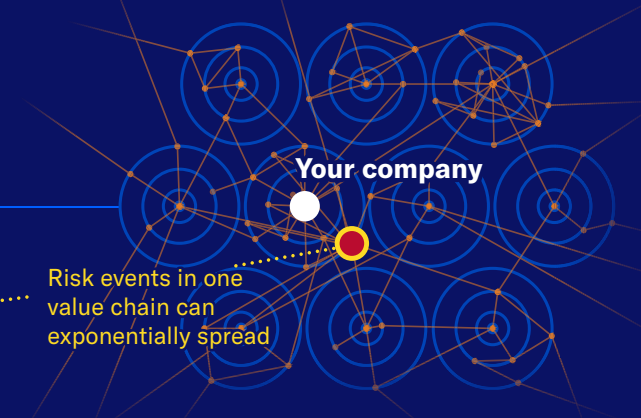 Your company
Risk events in one
value chain can
exponentially spread